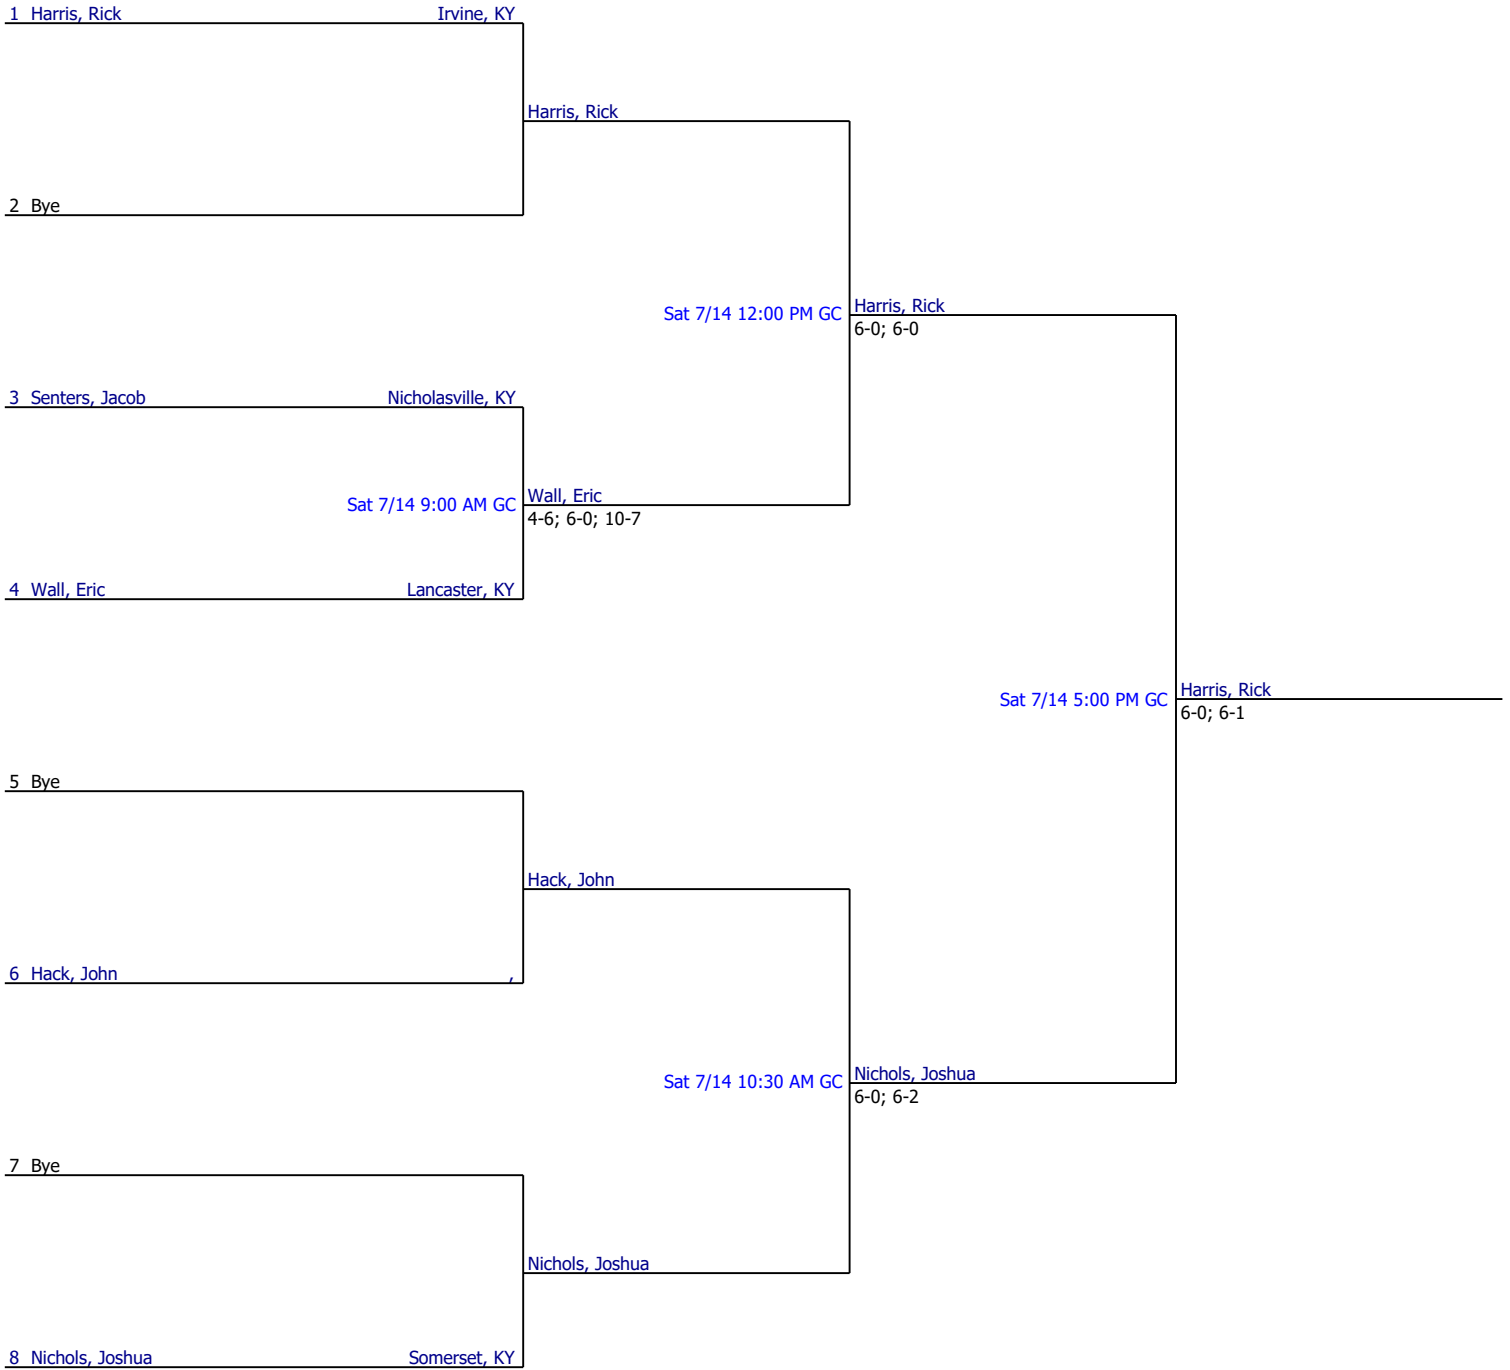 1 Harris, Rick Irvine, KY
Harris, Rick
2 Bye
Sat 7/14 12:00 PM GC Harris, Rick
6-0; 6-0
3 Senters, Jacob Nicholasville, KY
Sat 7/14 9:00 AM GC Wall, Eric
4-6; 6-0; 10-7
4 Wall, Eric Lancaster, KY
Sat 7/14 5:00 PM GC Harris, Rick
6-0; 6-1
5 Bye
Hack, John
6 Hack, John ,
Sat 7/14 10:30 AM GC Nichols, Joshua
6-0; 6-2
7 Bye
Nichols, Joshua
8 Nichols, Joshua Somerset, KY